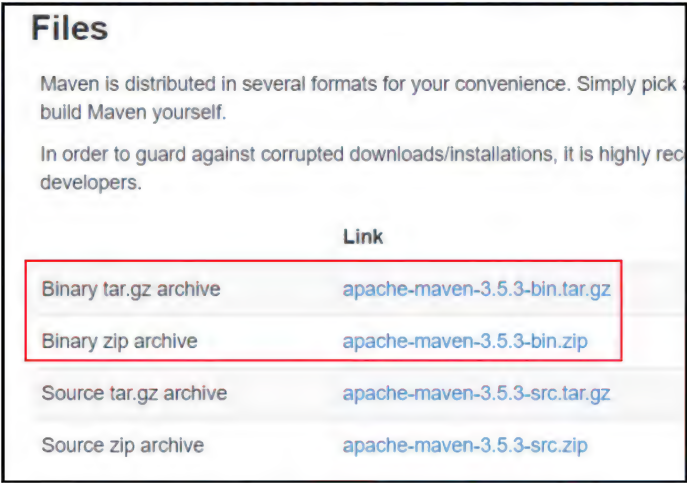 Files
Maven is distributed in several formats for your convenience. Simply pick
build Maven yourself.
In order to guard against corrupted downloads/installations, it is highly rec
developers.
Link
Binary tar.gz archive apache-maven-3.5.3-bin.tar.gz
Binary zip archive apache-maven-3.5.3-bin.zip
Source tar.gz archive apache-maven-3.5.3-src.tar.gz
Source zip archive apache-maven-3.5.3-src.zip